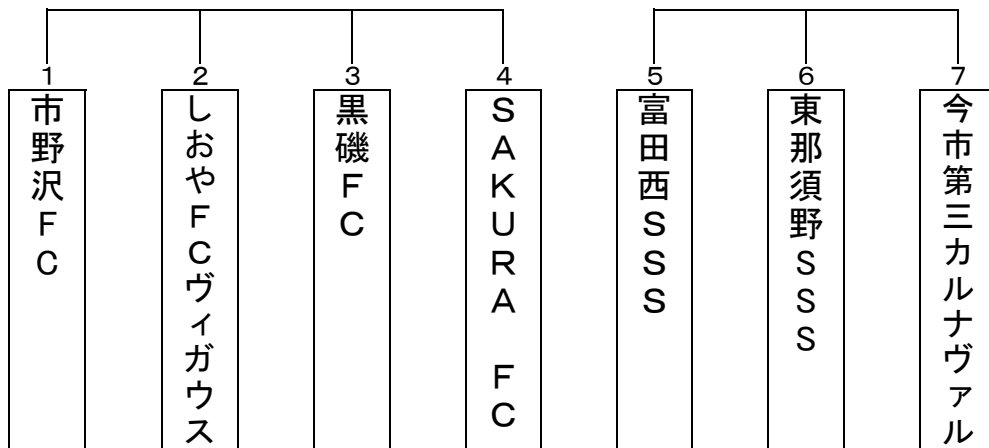 1
市野沢FC
2
しおやFCヴィガウス
3
黒磯FC
4
SAKURA FC
5
富田西SSS
6
東那須野SSS
7
今市第三カルナヴァル